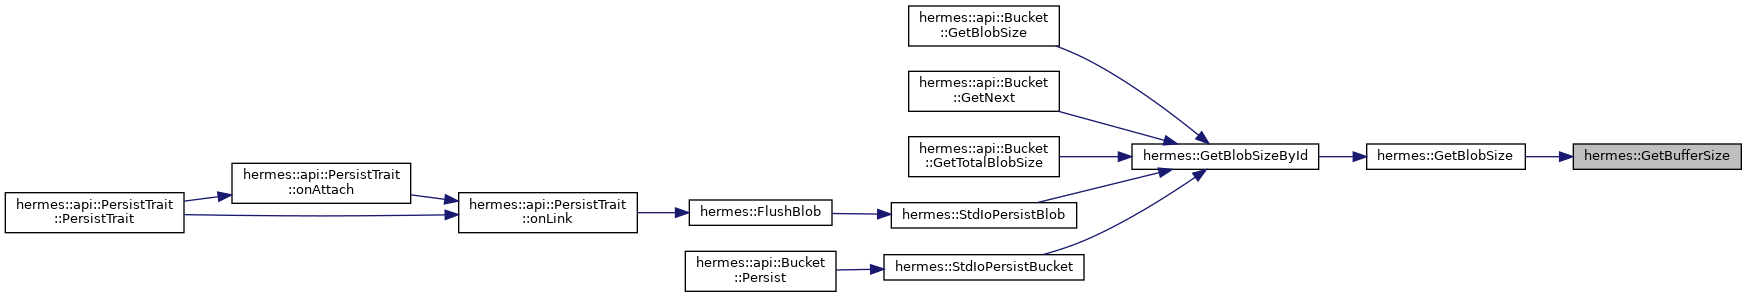 hermes::api::Bucket
::GetBlobSize
hermes::api::Bucket
::GetNext
hermes::api::Bucket
::GetTotalBlobSize
hermes::GetBlobSizeById
hermes::GetBlobSize
hermes::GetBufferSize
hermes::api::PersistTrait
::onAttach
hermes::api::PersistTrait
::PersistTrait
hermes::api::PersistTrait
::onLink
hermes::FlushBlob
hermes::StdIoPersistBlob
hermes::api::Bucket
::Persist
hermes::StdIoPersistBucket